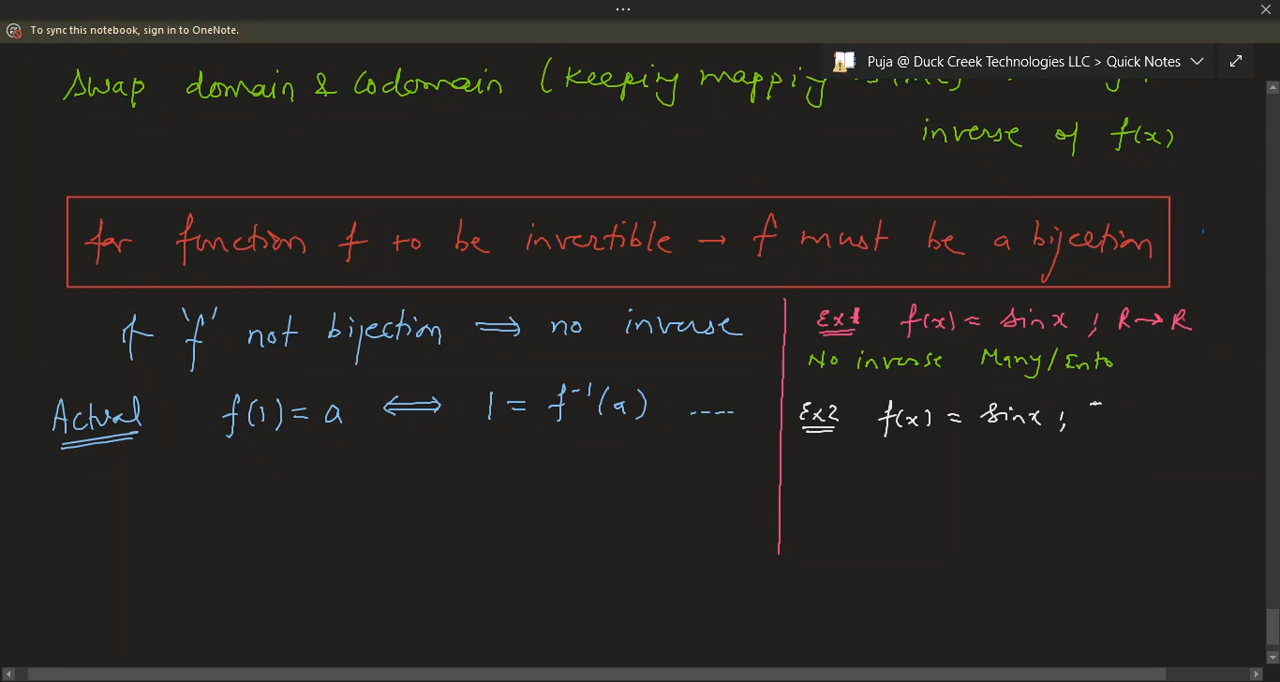 To sync this notebook, sign in to OneNote.
Puja @ Duck Creek Technologies LLC > Quick Notes
Swap domain & codomain (keeping mapping
inverse of f(x)
for function f to be invertible → f must be a bijection
If 'f' not bijection ⟹ no inverse
Actual f(1) = a ⟺ 1 = f⁻¹(a) ....
Ex1 f(x) = sinx ; R→R
No inverse Many/Into
Ex2 f(x) = sinx ;